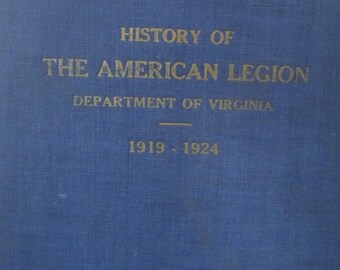 HISTORY OF
THE AMERICAN LEGION
DEPARTMENT OF VIRGINIA
1919 - 1924